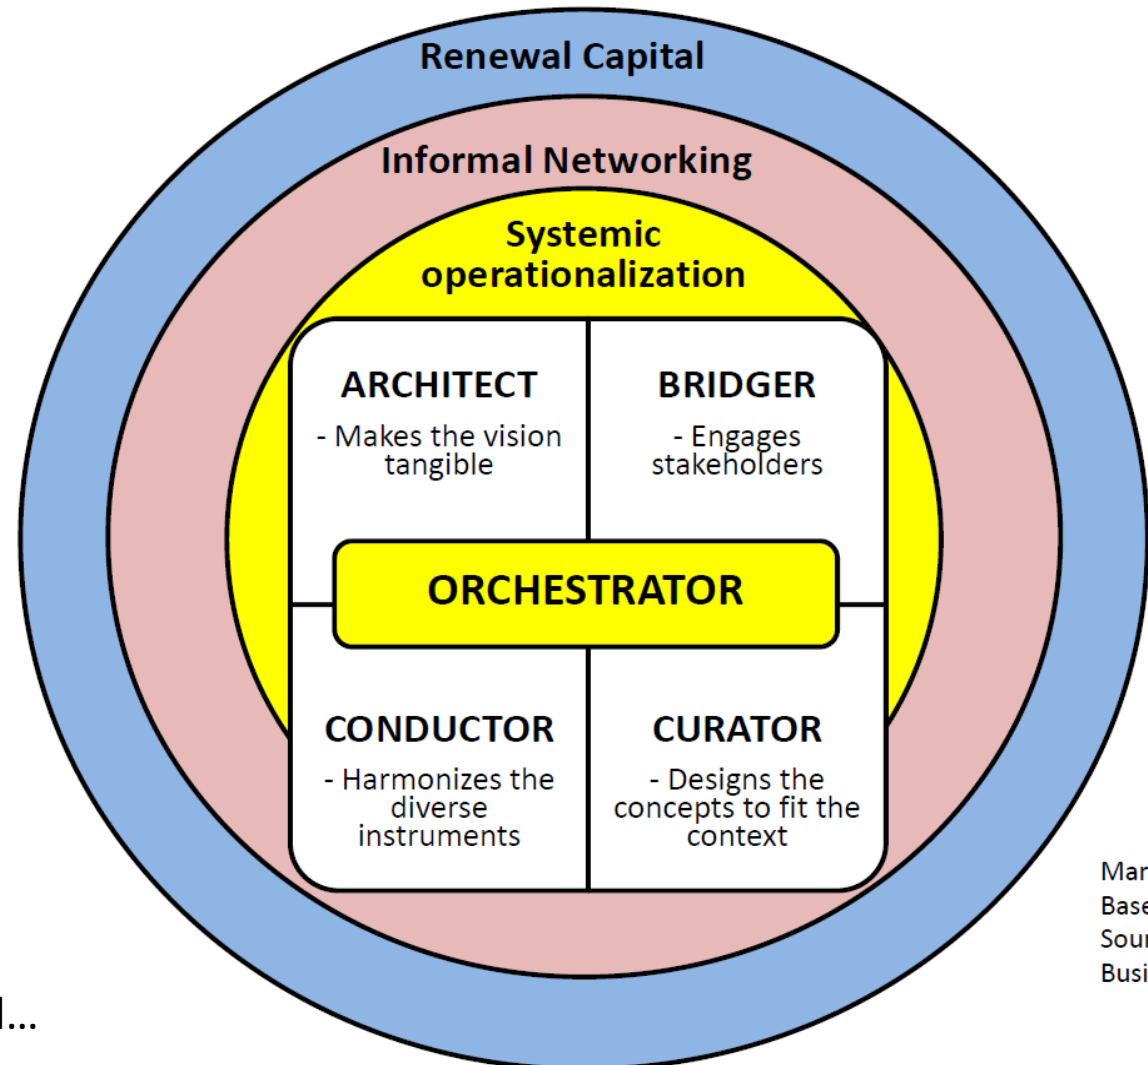 Renewal Capital
Informal Networking
Systemic
operationalization
ARCHITECT
- Makes the vision
tangible
BRIDGER
- Engages
stakeholders
ORCHESTRATOR
CONDUCTOR
- Harmonizes the
diverse
instruments
CURATOR
- Designs the
concepts to fit the
context